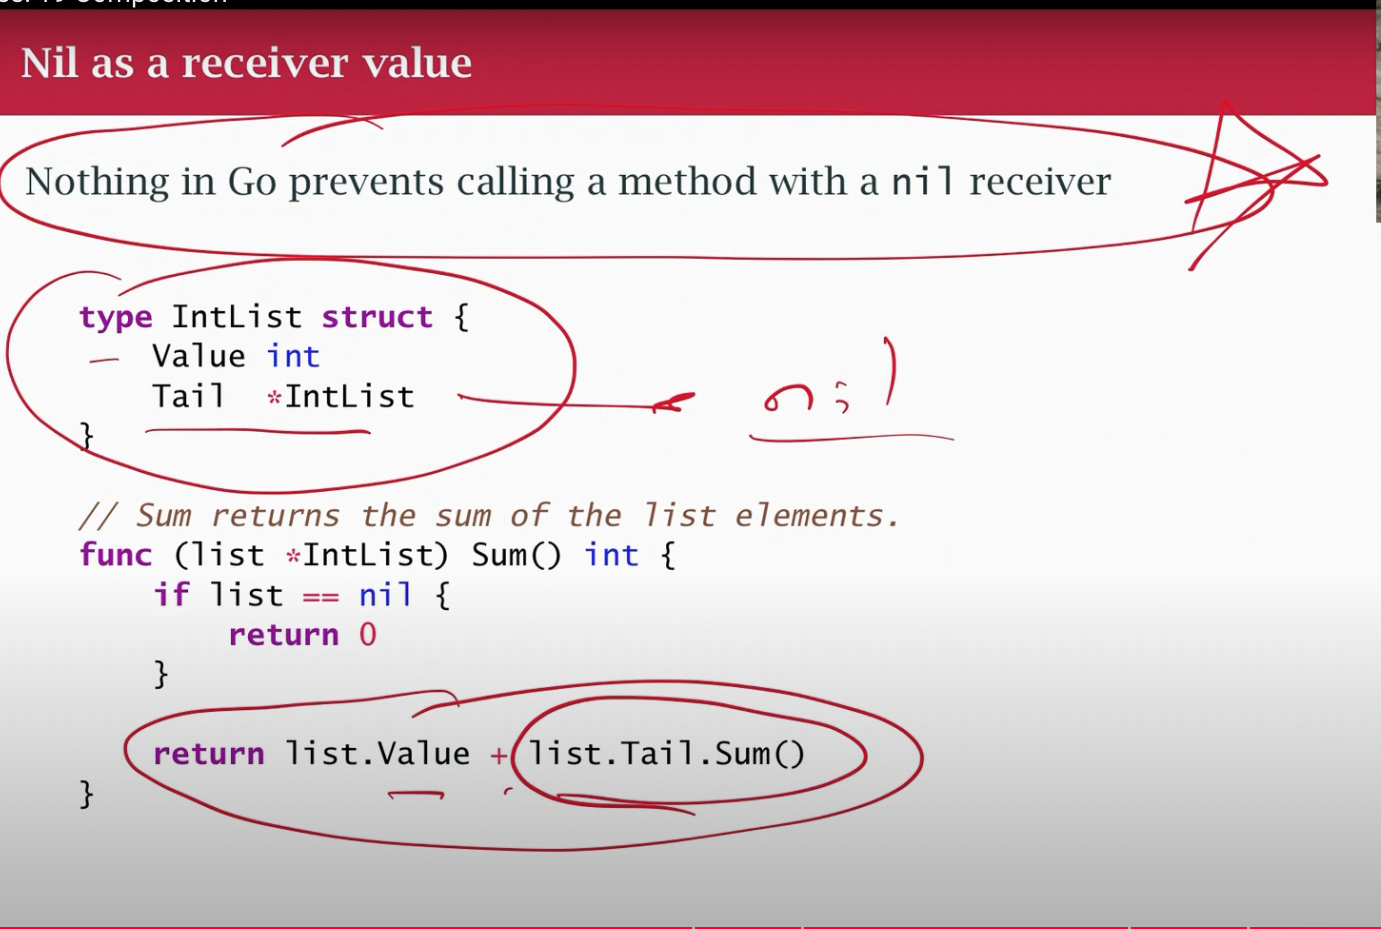 Nil as a receiver value
Nothing in Go prevents calling a method with a nil receiver
type IntList struct {
    Value int
    Tail  *IntList
nil
}
// Sum returns the sum of the list elements.
func (list *IntList) Sum() int {
    if list == nil {
        return 0
    }
    return list.Value + list.Tail.Sum()
}